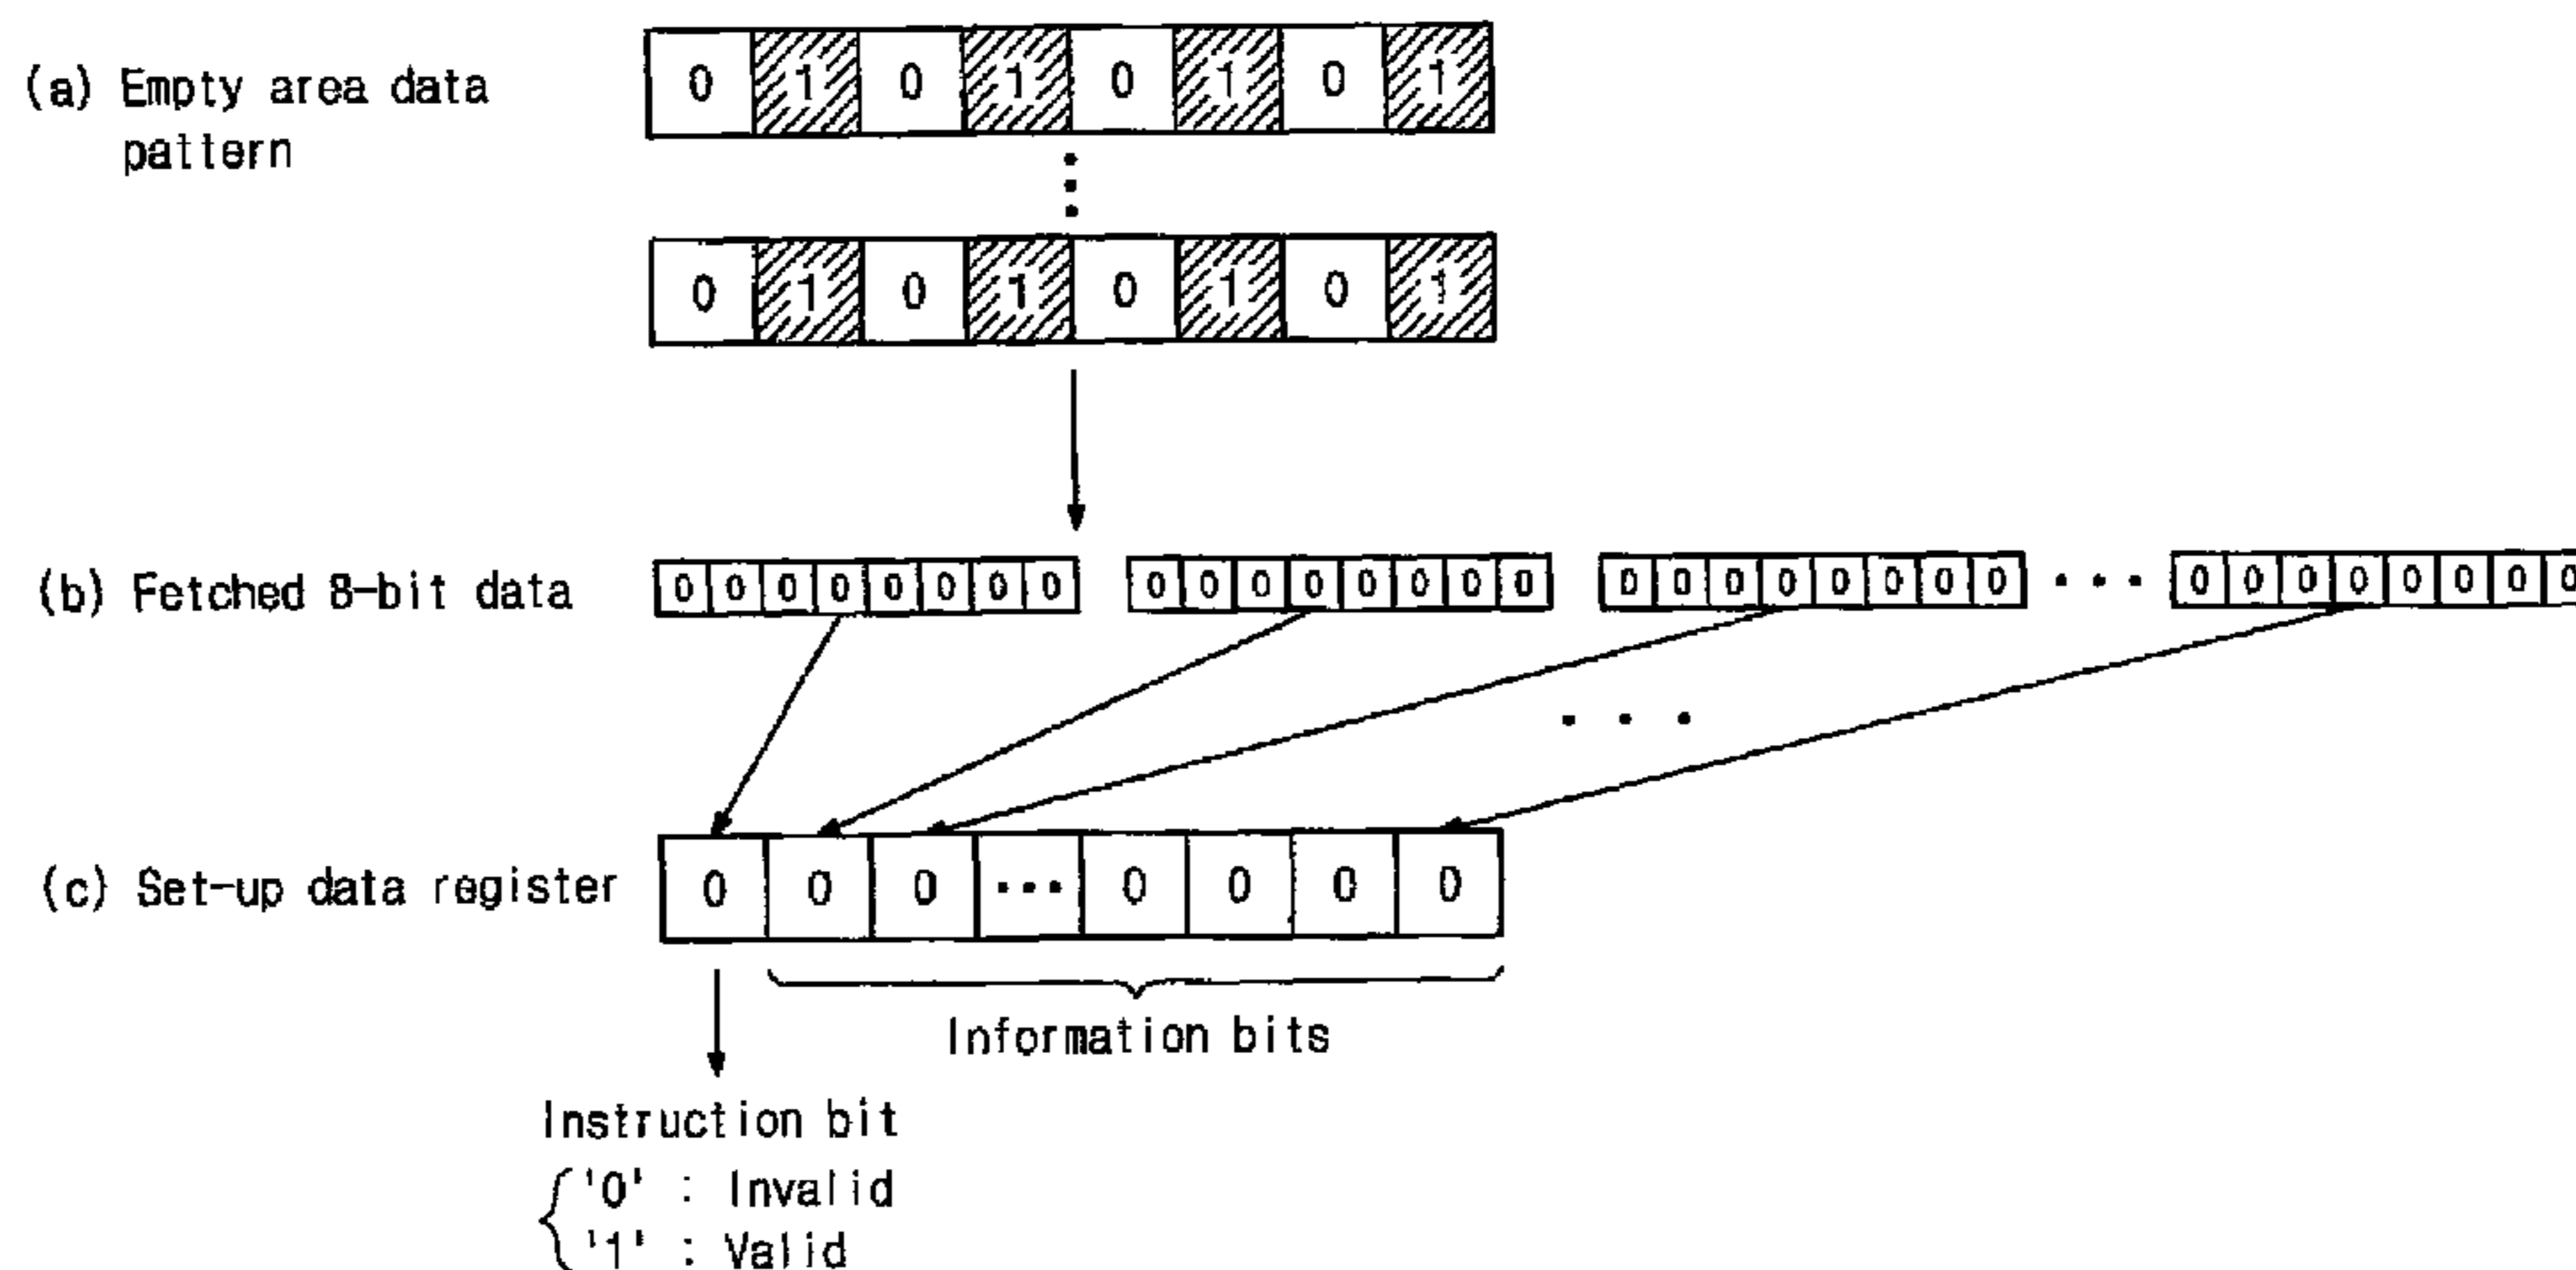 (a) Empty area data
pattern
0 1 0 1 0 1 0 1
0 1 0 1 0 1 0 1
(b) Fetched 8-bit data 0 0 0 0 0 0 0 0 0 0 0 0 0 0 0 0 0 0 0 0 0 0 0 0 ... 0 0 0 0 0 0 0 0
(c) Set-up data register 0 0 0 ... 0 0 0 0
Information bits
Instruction bit
'0' : Invalid
'1' : Valid